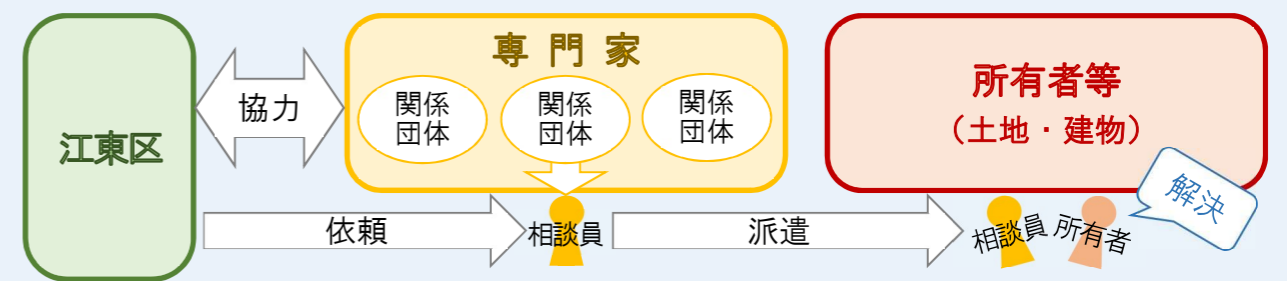 江東区
協力
専門家
関係
団体
関係
団体
関係
団体
所有者等
（土地・建物）
依頼
相談員
派遣
相談員
所有者
解決